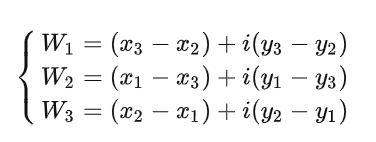 W₁ = (x₃ − x₂) + i(y₃ − y₂)
W₂ = (x₁ − x₃) + i(y₁ − y₃)
W₃ = (x₂ − x₁) + i(y₂ − y₁)